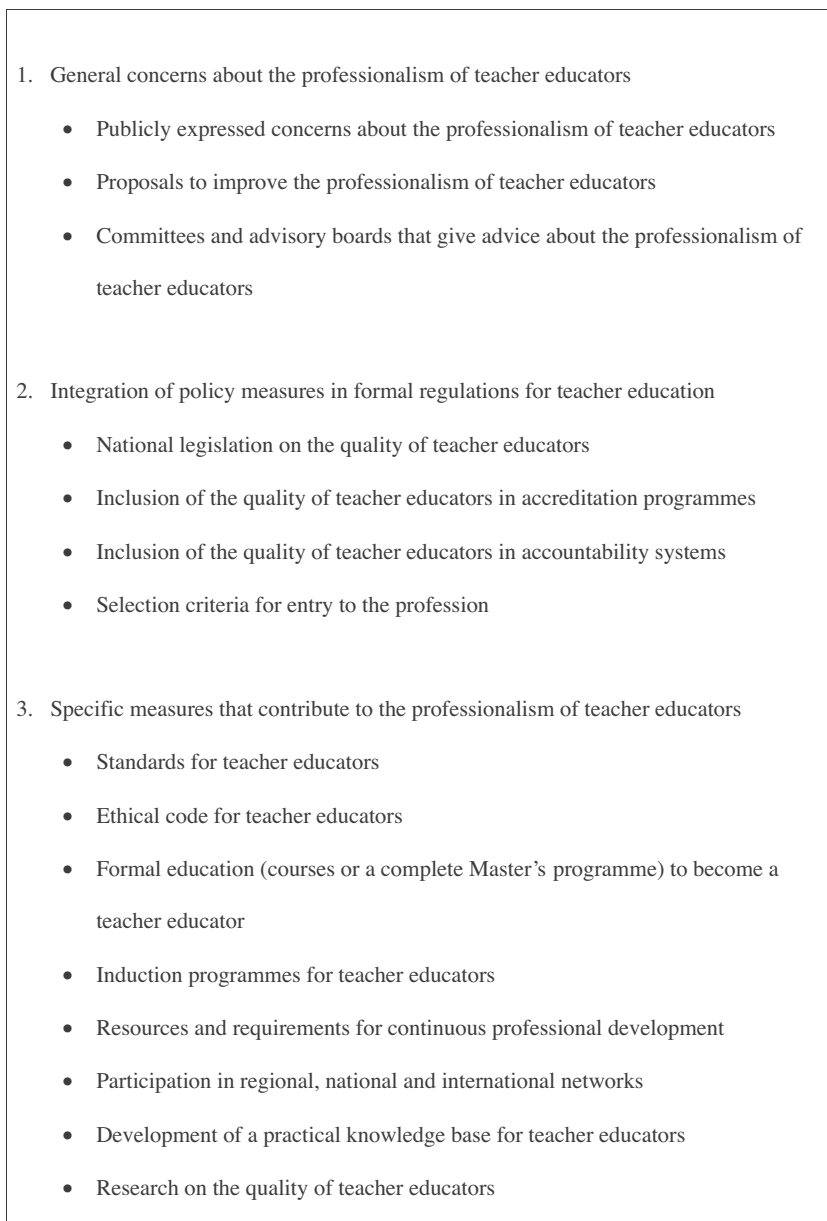 1. General concerns about the professionalism of teacher educators
• Publicly expressed concerns about the professionalism of teacher educators
• Proposals to improve the professionalism of teacher educators
• Committees and advisory boards that give advice about the professionalism of
teacher educators
2. Integration of policy measures in formal regulations for teacher education
• National legislation on the quality of teacher educators
• Inclusion of the quality of teacher educators in accreditation programmes
• Inclusion of the quality of teacher educators in accountability systems
• Selection criteria for entry to the profession
3. Specific measures that contribute to the professionalism of teacher educators
• Standards for teacher educators
• Ethical code for teacher educators
• Formal education (courses or a complete Master’s programme) to become a
teacher educator
• Induction programmes for teacher educators
• Resources and requirements for continuous professional development
• Participation in regional, national and international networks
• Development of a practical knowledge base for teacher educators
• Research on the quality of teacher educators